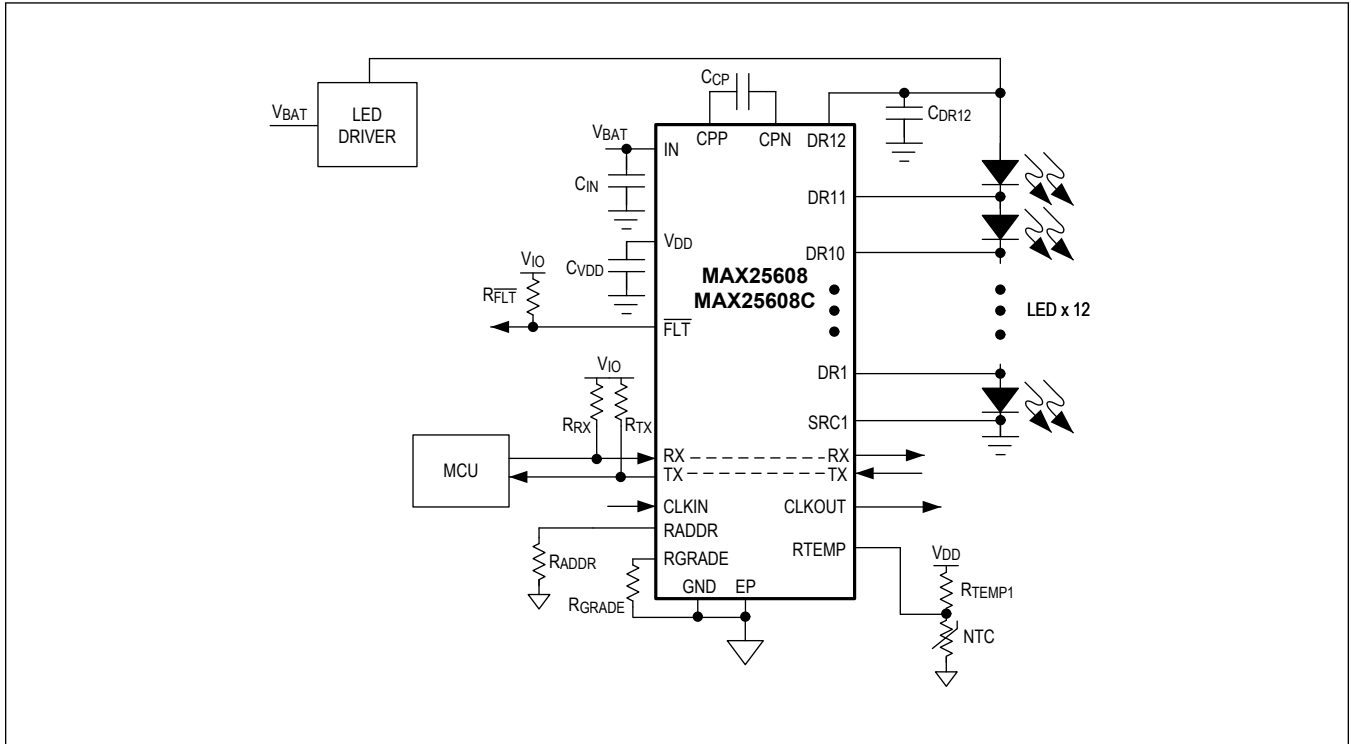 VBAT
LED
DRIVER
CCP
CPP
CPN
DR12
CDR12
VBAT
IN
CIN
DR11
VDD
CVDD
DR10
MAX25608
MAX25608C
VIO
RFLT
FLT
LED x 12
VIO
DR1
RRX
RTX
SRC1
MCU
RX
RX
TX
TX
CLKIN
CLKOUT
RADDR
RADDR
RGRADE
RTEMP
VDD
RGRADE
GND
EP
RTEMP1
NTC